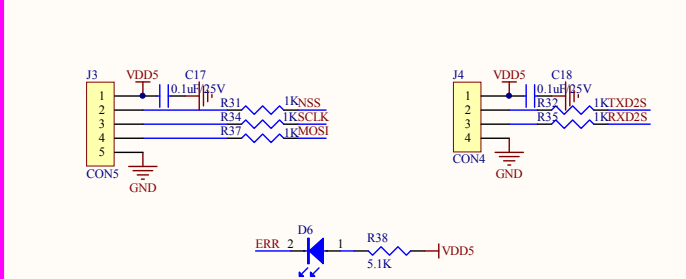 J3
VDD5
C17
0.1uF/25V
1
2
R31
1K
NSS
3
R34
1K
SCLK
4
R37
1K
MOSI
5
CON5
GND
J4
VDD5
C18
0.1uF/25V
1
2
R32
1K
TXD2S
3
R35
1K
RXD2S
4
CON4
GND
D6
ERR
2
1
R38
5.1K
VDD5